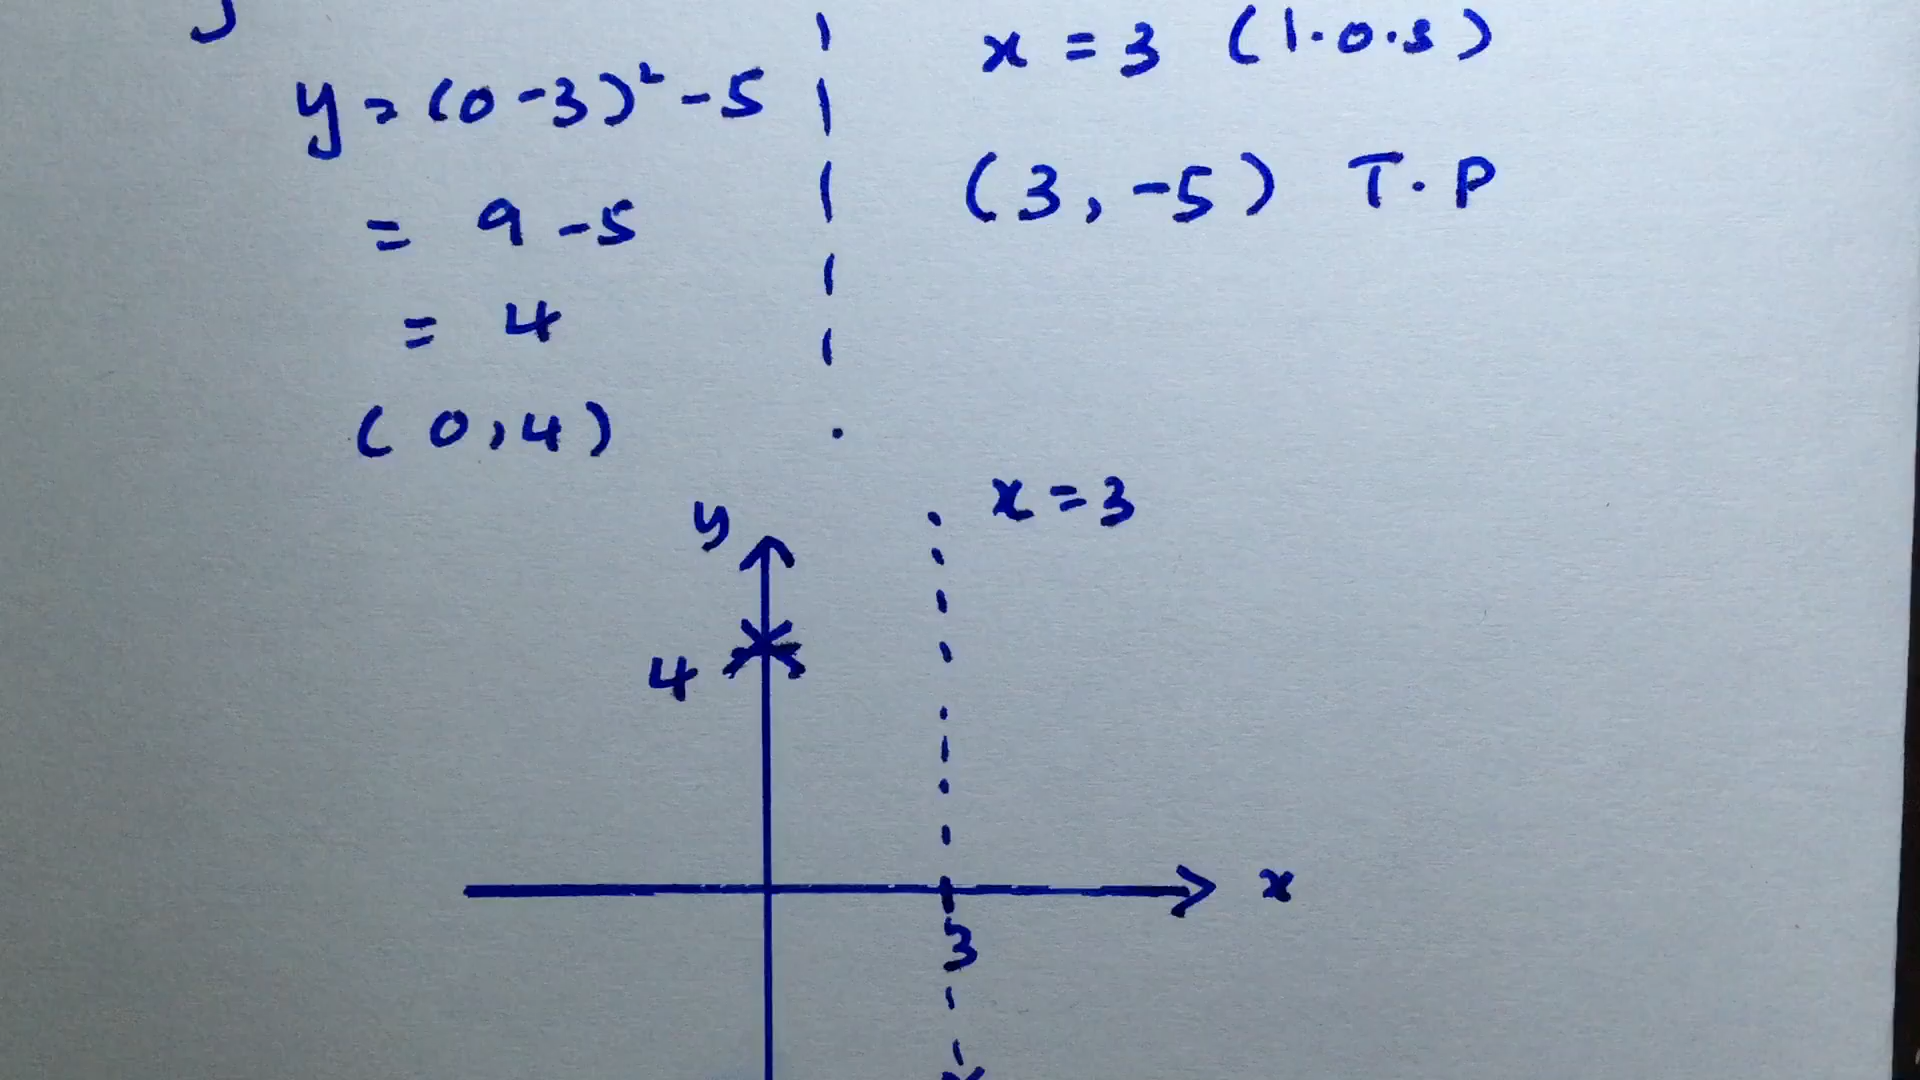 y = (0 - 3)² - 5
= 9 - 5
= 4
(0, 4)
x = 3 (l.o.s)
(3, -5) T.P
x = 3
y
4
x
3